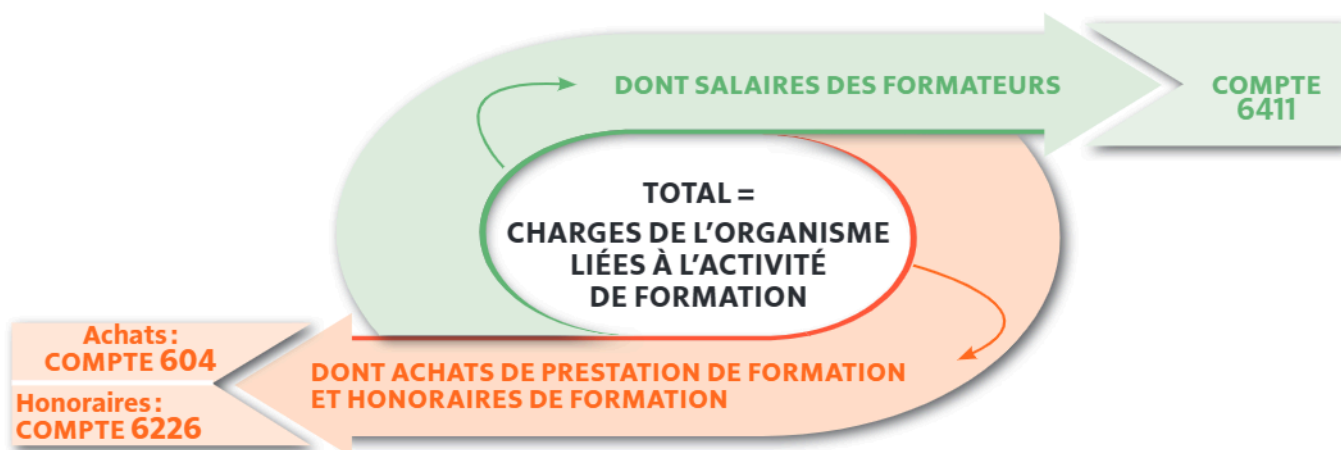 DONT SALAIRES DES FORMATEURS
COMPTE
6411
TOTAL =
CHARGES DE L'ORGANISME
LIÉES À L'ACTIVITÉ
DE FORMATION
Achats :
COMPTE 604
Honoraires :
COMPTE 6226
DONT ACHATS DE PRESTATION DE FORMATION
ET HONORAIRES DE FORMATION